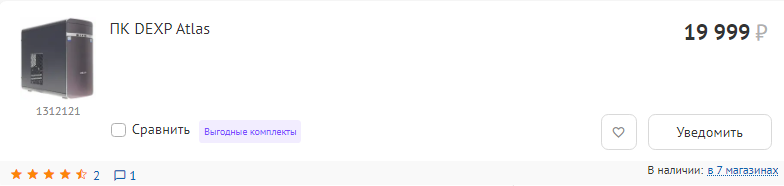 ПК DEXP Atlas
19 999 ₽
1312121
Сравнить
Выгодные комплекты
Уведомить
2
1
В наличии: в 7 магазинах